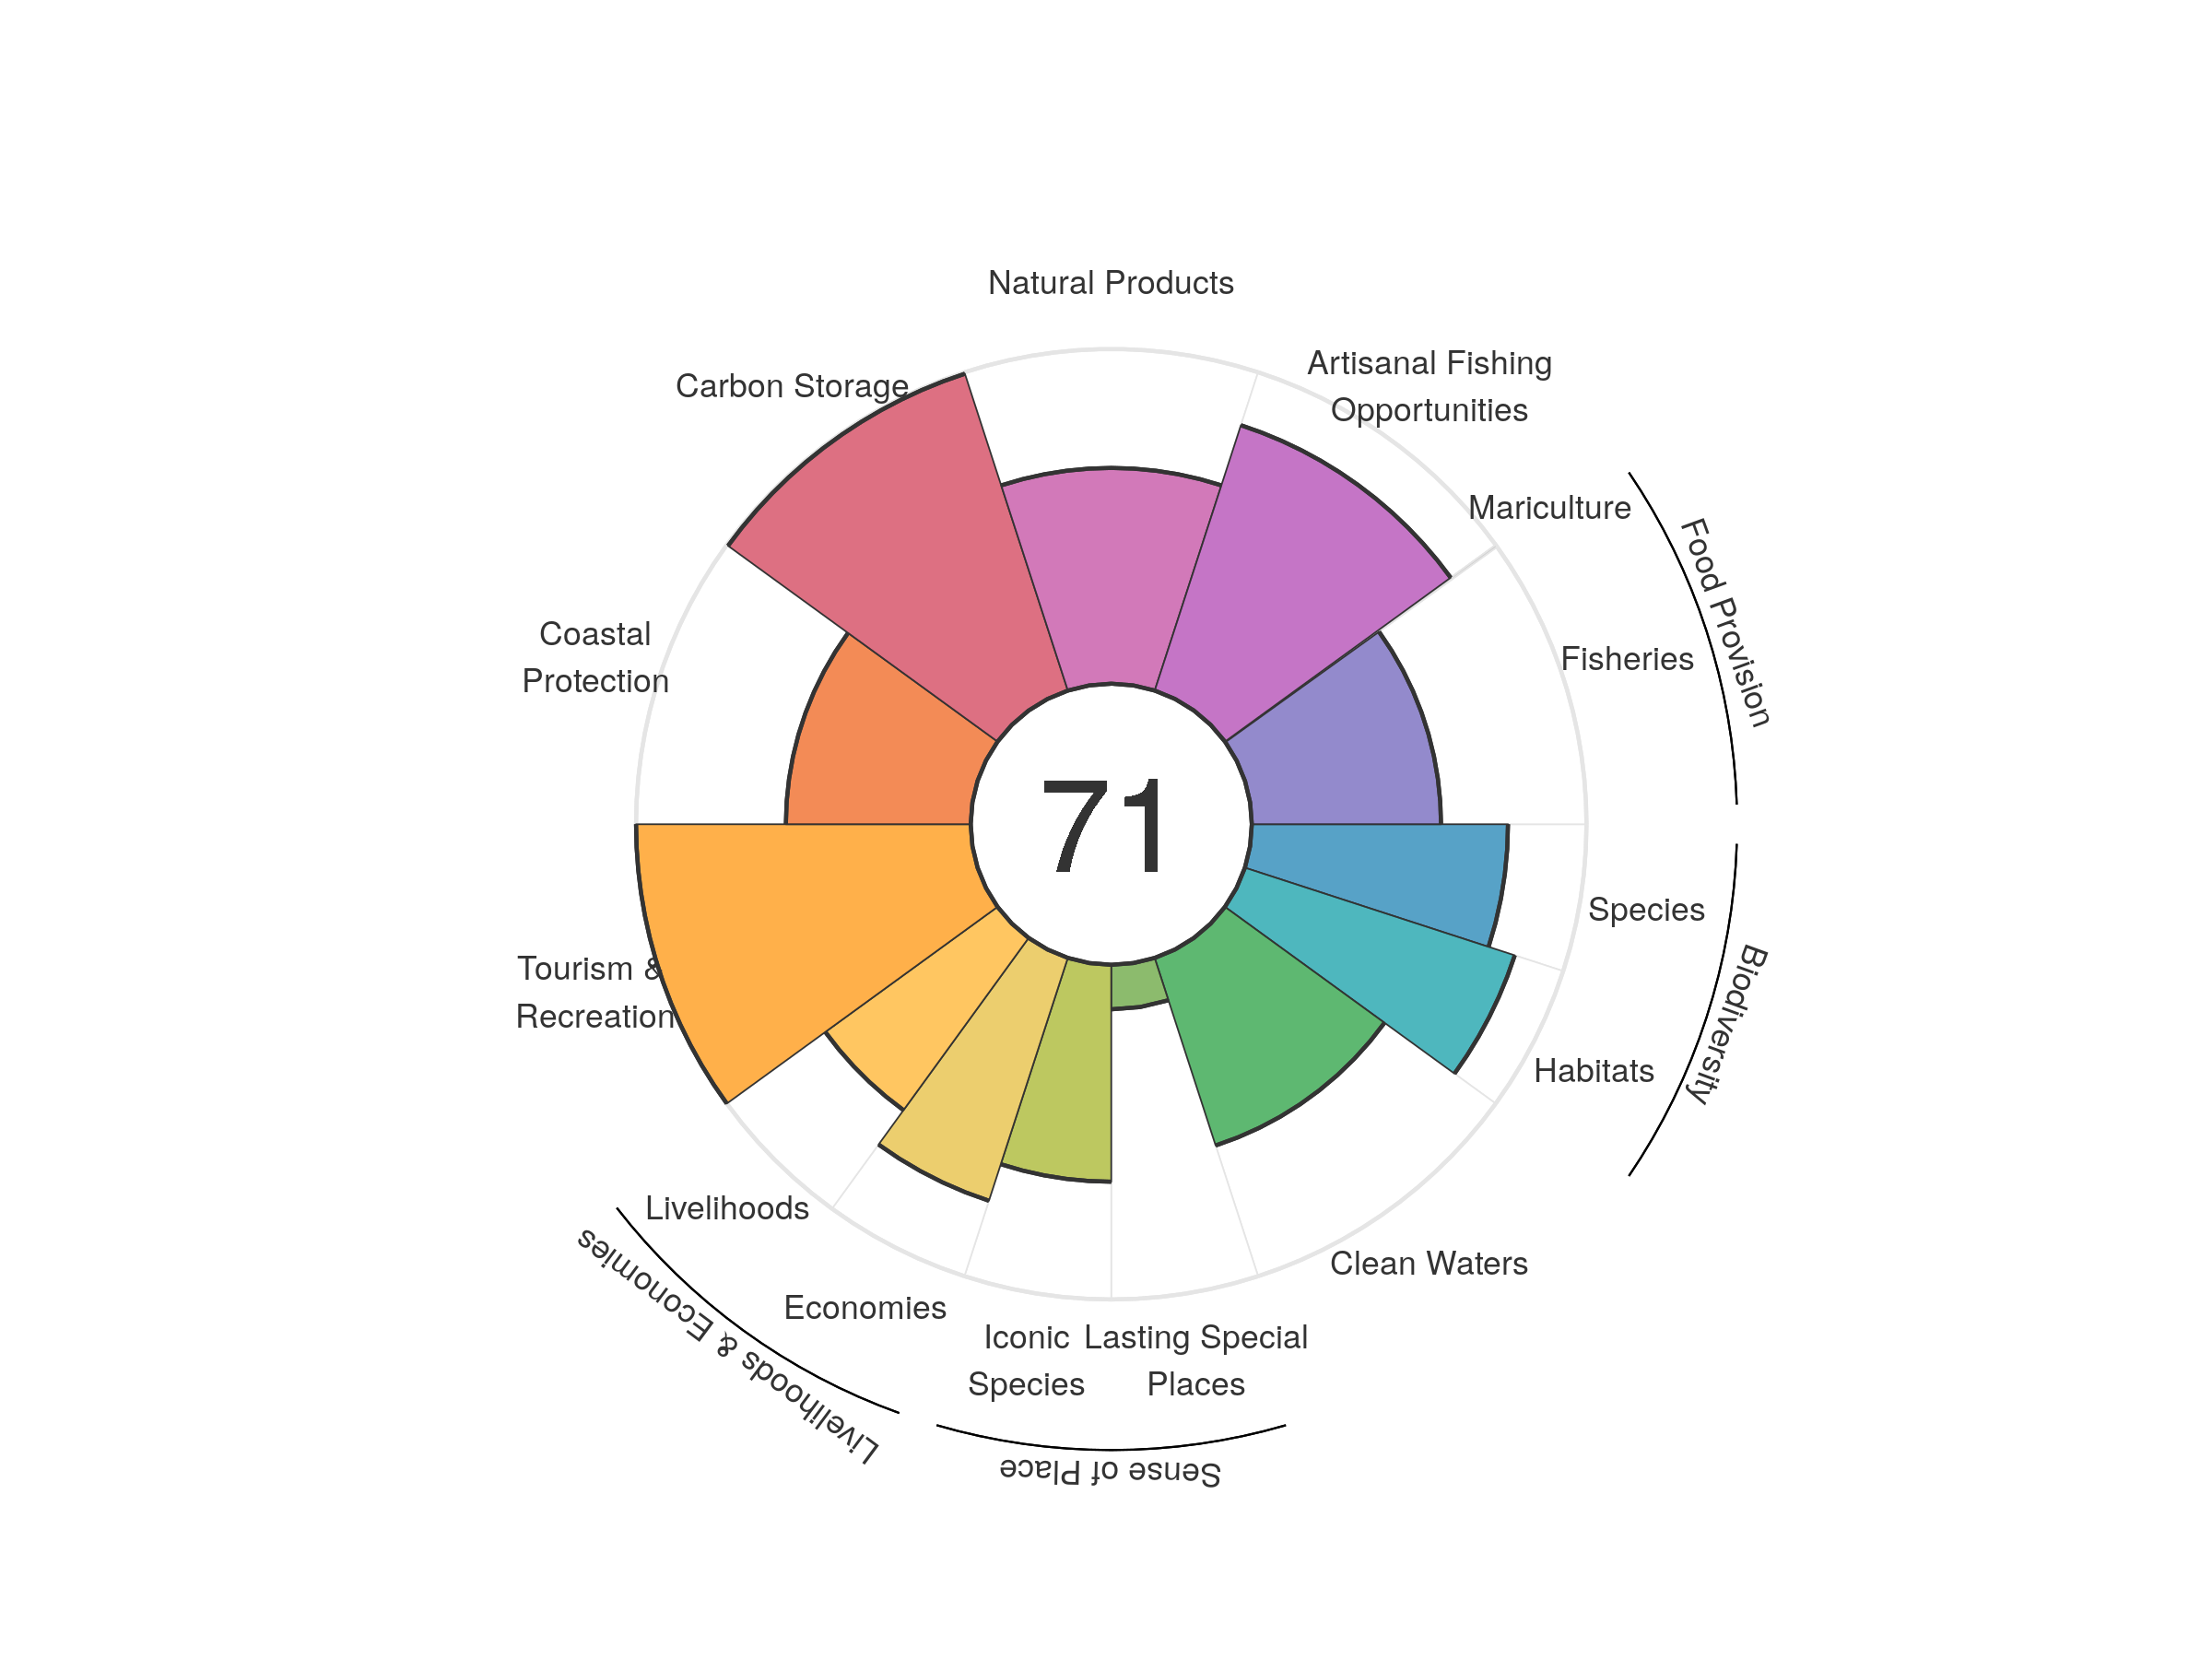 Natural Products
Artisanal Fishing
Opportunities
Carbon Storage
Mariculture
Food Provision
Coastal
Protection
Fisheries
71
Species
Biodiversity
Tourism &
Recreation
Habitats
Livelihoods
Clean Waters
Livelihoods & Economies
Economies
Iconic
Species
Lasting Special
Places
Sense of Place